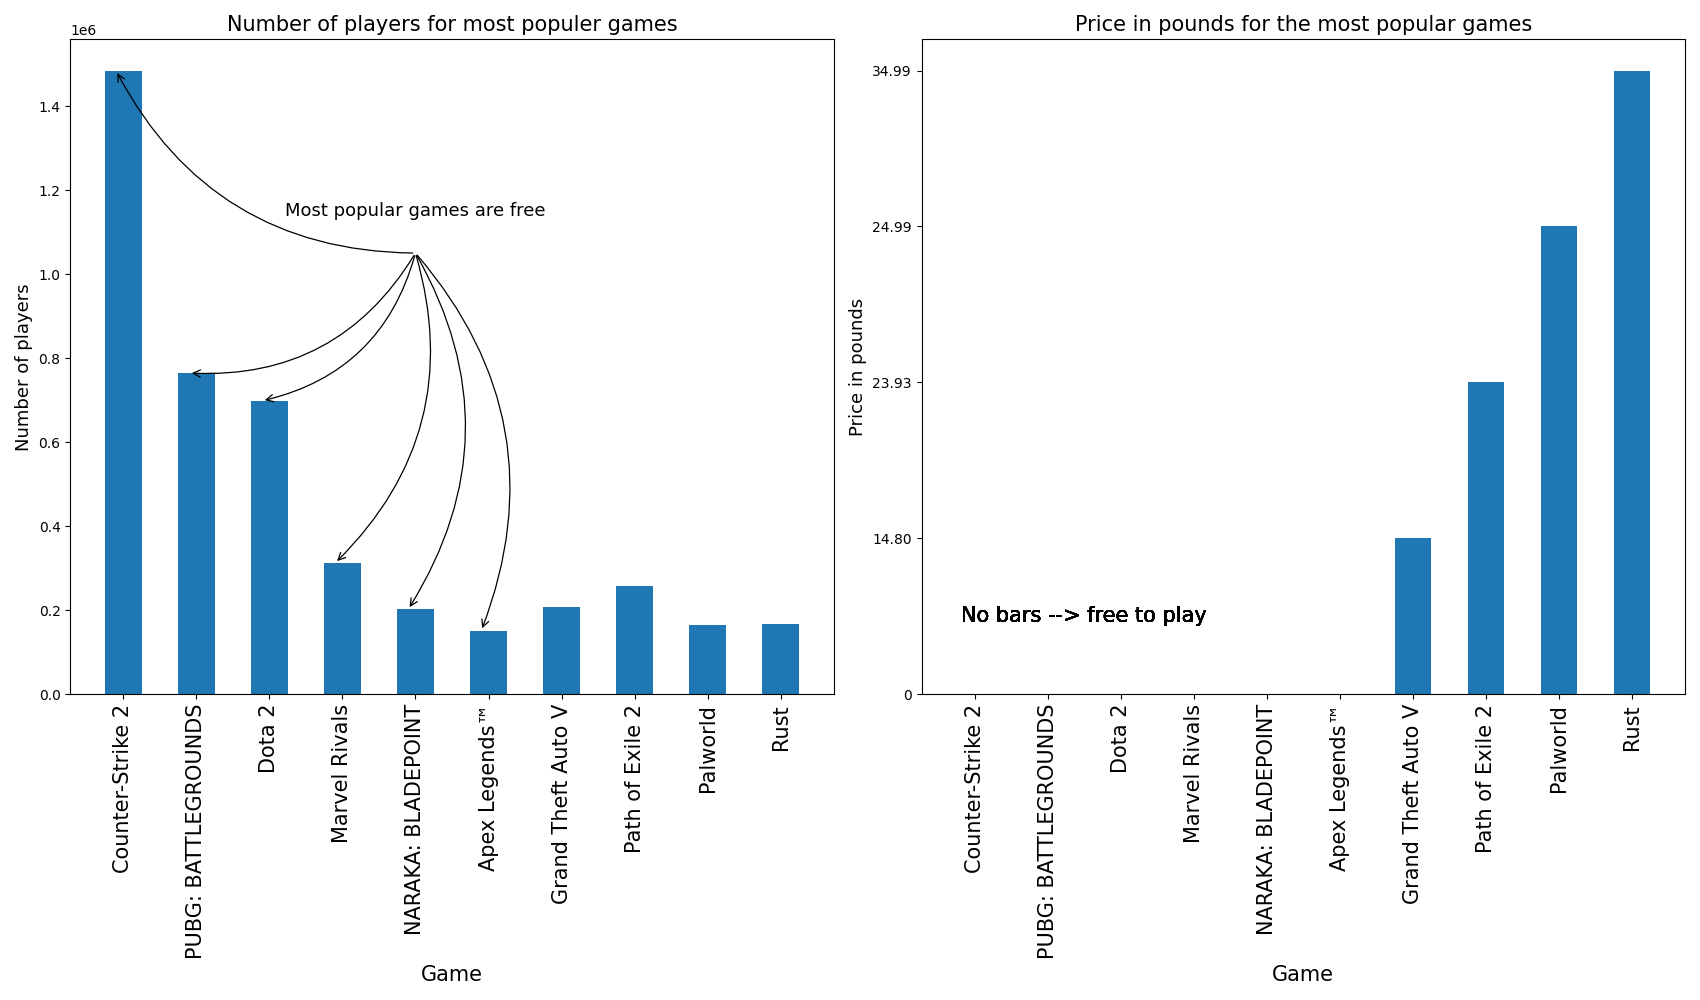 Number of players for most populer games
1e6
1.4
1.2
1.0
0.8
0.6
0.4
0.2
0.0
Number of players
Most popular games are free
Counter-Strike 2
PUBG: BATTLEGROUNDS
Dota 2
Marvel Rivals
NARAKA: BLADEPOINT
Apex Legends™
Grand Theft Auto V
Path of Exile 2
Palworld
Rust
Game
Price in pounds for the most popular games
34.99
24.99
23.93
14.80
0
Price in pounds
No bars --> free to play
Counter-Strike 2
PUBG: BATTLEGROUNDS
Dota 2
Marvel Rivals
NARAKA: BLADEPOINT
Apex Legends™
Grand Theft Auto V
Path of Exile 2
Palworld
Rust
Game